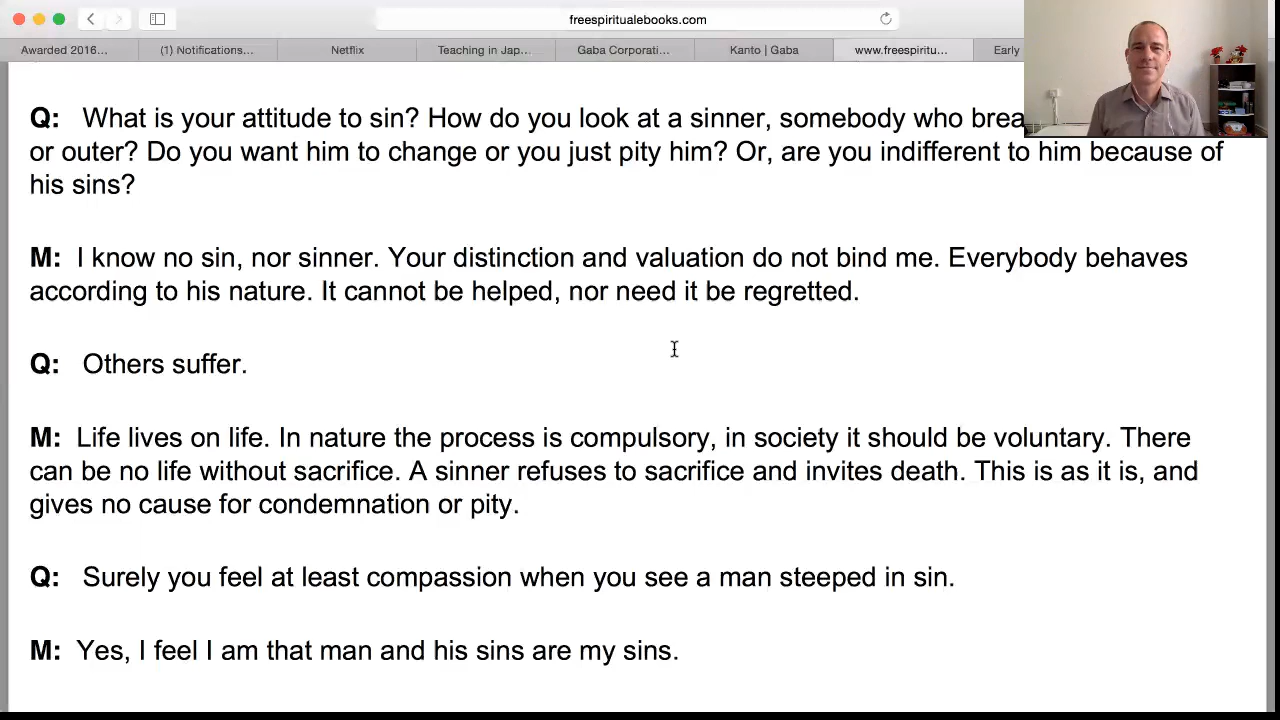 freespiritualebooks.com
Awarded 2016... (1) Notifications... Netflix Teaching in Jap... Gaba Corporati... Kanto | Gaba www.freespiritu... Early
Q: What is your attitude to sin? How do you look at a sinner, somebody who brea
or outer? Do you want him to change or you just pity him? Or, are you indifferent to him because of
his sins?
M: I know no sin, nor sinner. Your distinction and valuation do not bind me. Everybody behaves
according to his nature. It cannot be helped, nor need it be regretted.
Q: Others suffer.
M: Life lives on life. In nature the process is compulsory, in society it should be voluntary. There
can be no life without sacrifice. A sinner refuses to sacrifice and invites death. This is as it is, and
gives no cause for condemnation or pity.
Q: Surely you feel at least compassion when you see a man steeped in sin.
M: Yes, I feel I am that man and his sins are my sins.